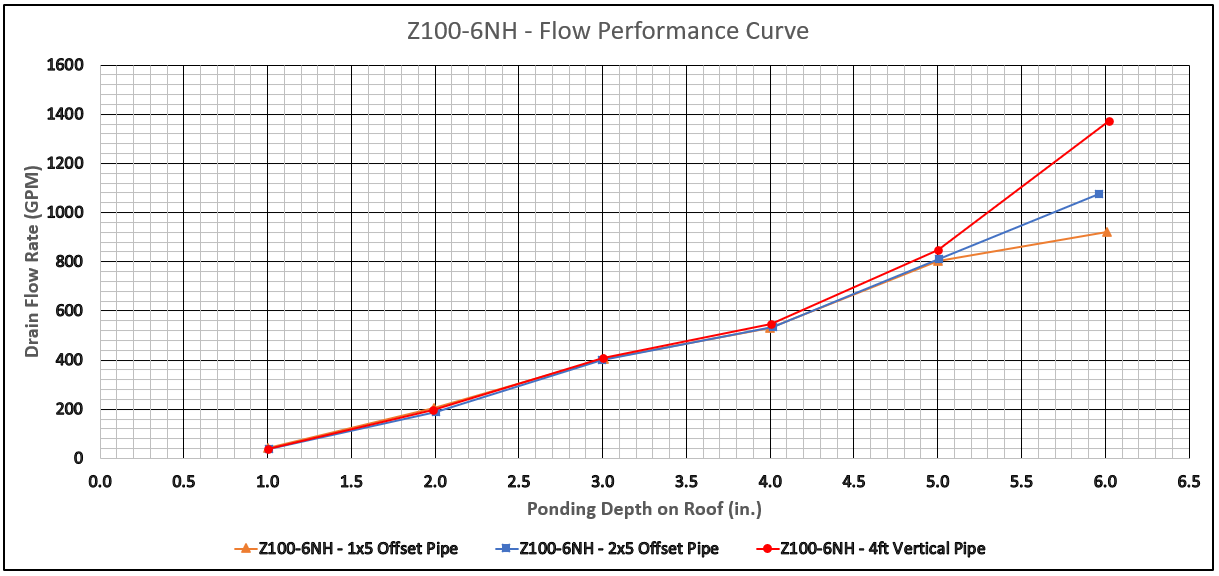 Z100-6NH - Flow Performance Curve
1600
1400
1200
1000
800
600
400
200
0
Drain Flow Rate (GPM)
0.0 0.5 1.0 1.5 2.0 2.5 3.0 3.5 4.0 4.5 5.0 5.5 6.0 6.5
Ponding Depth on Roof (in.)
Z100-6NH - 1x5 Offset Pipe Z100-6NH - 2x5 Offset Pipe Z100-6NH - 4ft Vertical Pipe